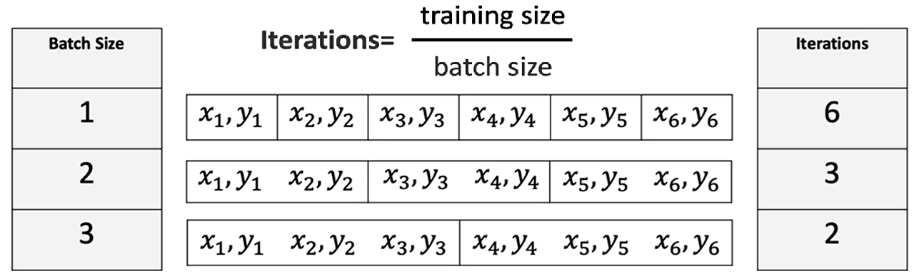 Batch Size
Iterations= training size / batch size
Iterations
1 x₁, y₁ x₂, y₂ x₃, y₃ x₄, y₄ x₅, y₅ x₆, y₆ 6
2 x₁, y₁ x₂, y₂ x₃, y₃ x₄, y₄ x₅, y₅ x₆, y₆ 3
3 x₁, y₁ x₂, y₂ x₃, y₃ x₄, y₄ x₅, y₅ x₆, y₆ 2